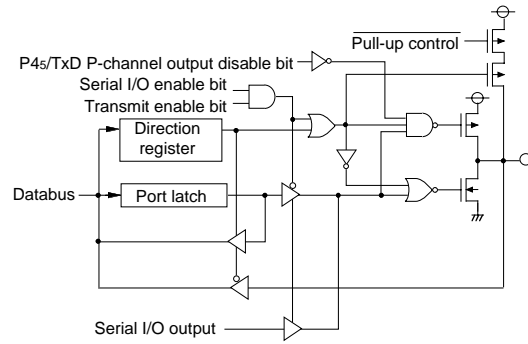 Pull-up control
P45/TxD P-channel output disable bit
Serial I/O enable bit
Transmit enable bit
Direction
register
Databus
Port latch
Serial I/O output